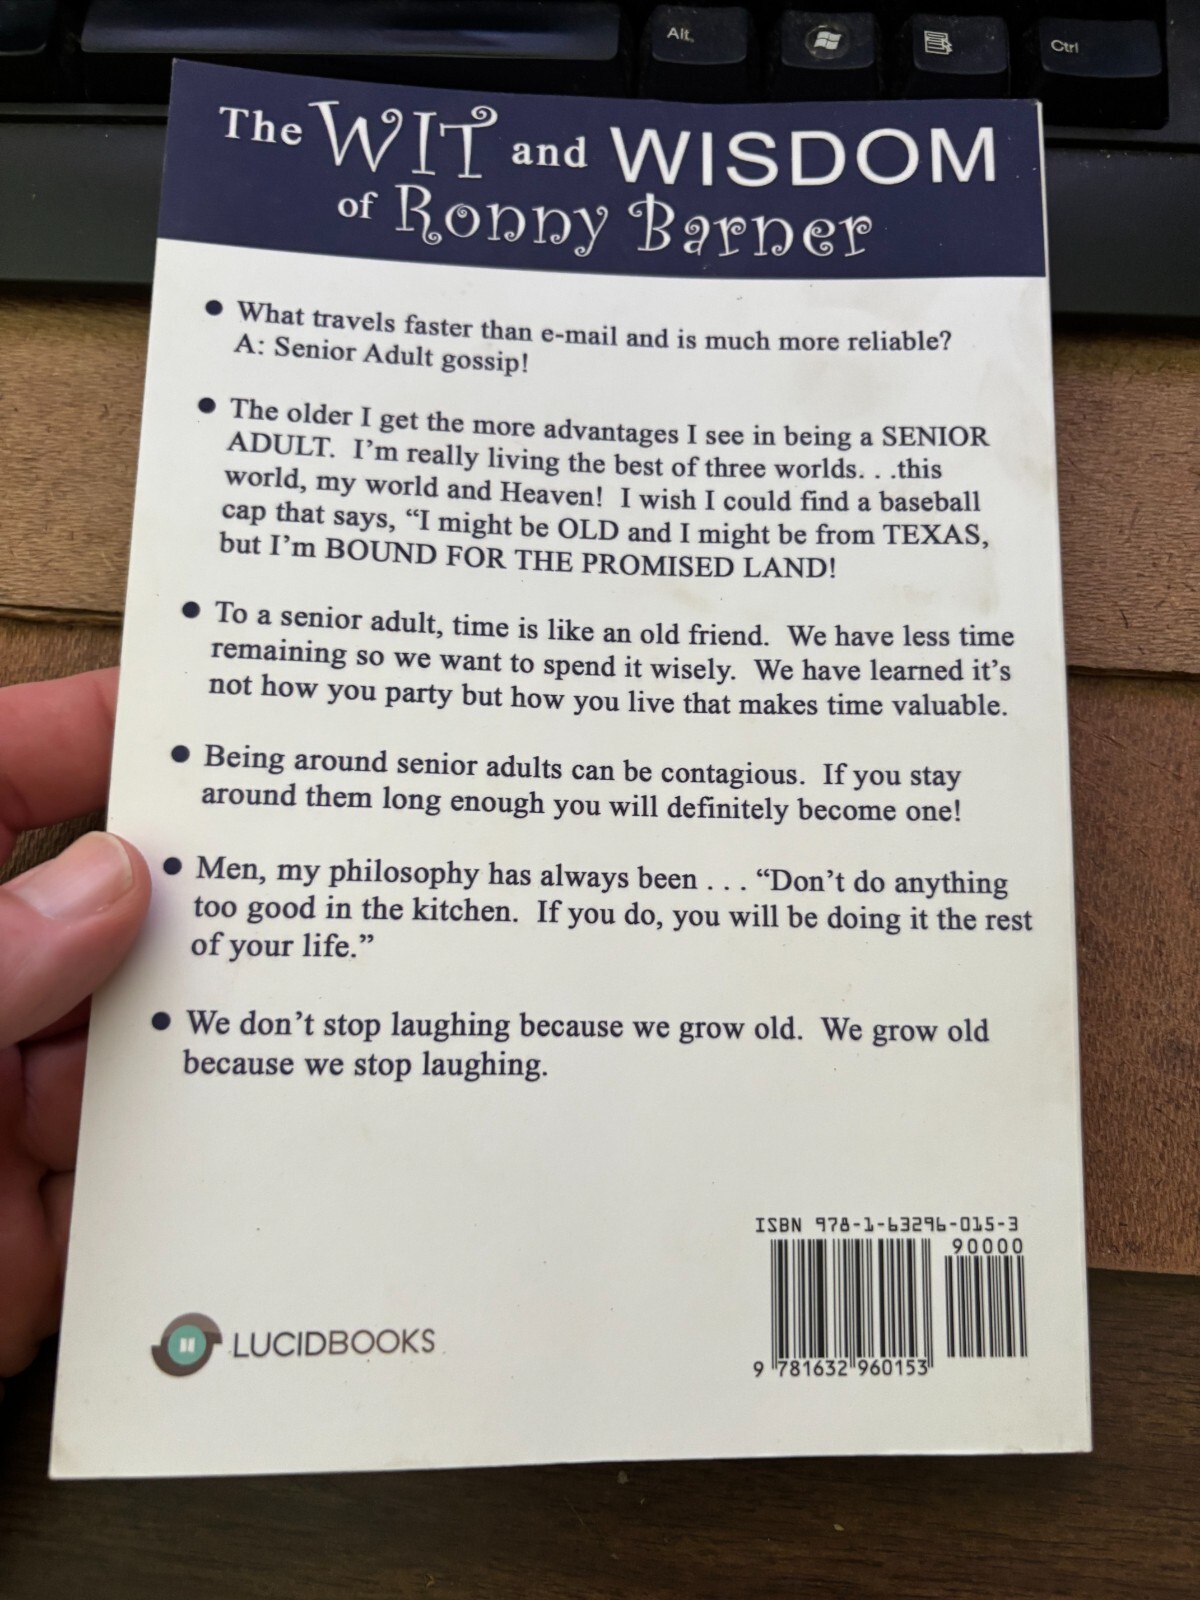 Alt
Ctrl
The WIT and WISDOM
of Ronny Barner
• What travels faster than e-mail and is much more reliable?
A: Senior Adult gossip!
• The older I get the more advantages I see in being a SENIOR
ADULT.  I'm really living the best of three worlds. . .this
world, my world and Heaven!  I wish I could find a baseball
cap that says, “I might be OLD and I might be from TEXAS,
but I'm BOUND FOR THE PROMISED LAND!
• To a senior adult, time is like an old friend.  We have less time
remaining so we want to spend it wisely.  We have learned it's
not how you party but how you live that makes time valuable.
• Being around senior adults can be contagious.  If you stay
around them long enough you will definitely become one!
• Men, my philosophy has always been . . . “Don't do anything
too good in the kitchen.  If you do, you will be doing it the rest
of your life.”
• We don't stop laughing because we grow old.  We grow old
because we stop laughing.
ISBN 978-1-63296-015-3
90000
9 781632 960153
LUCIDBOOKS